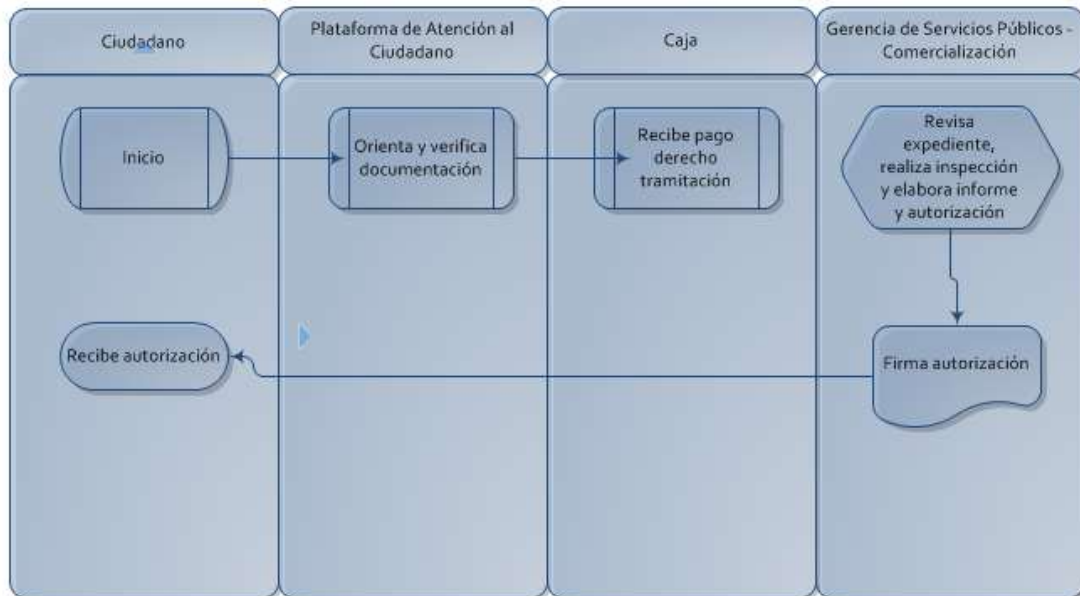 Ciudadano
Plataforma de Atención al
Ciudadano
Caja
Gerencia de Servicios Públicos -
Comercialización
Inicio
Orienta y verifica
documentación
Recibe pago
derecho
tramitación
Revisa
expediente,
realiza inspección
y elabora informe
y autorización
Recibe autorización
Firma autorización